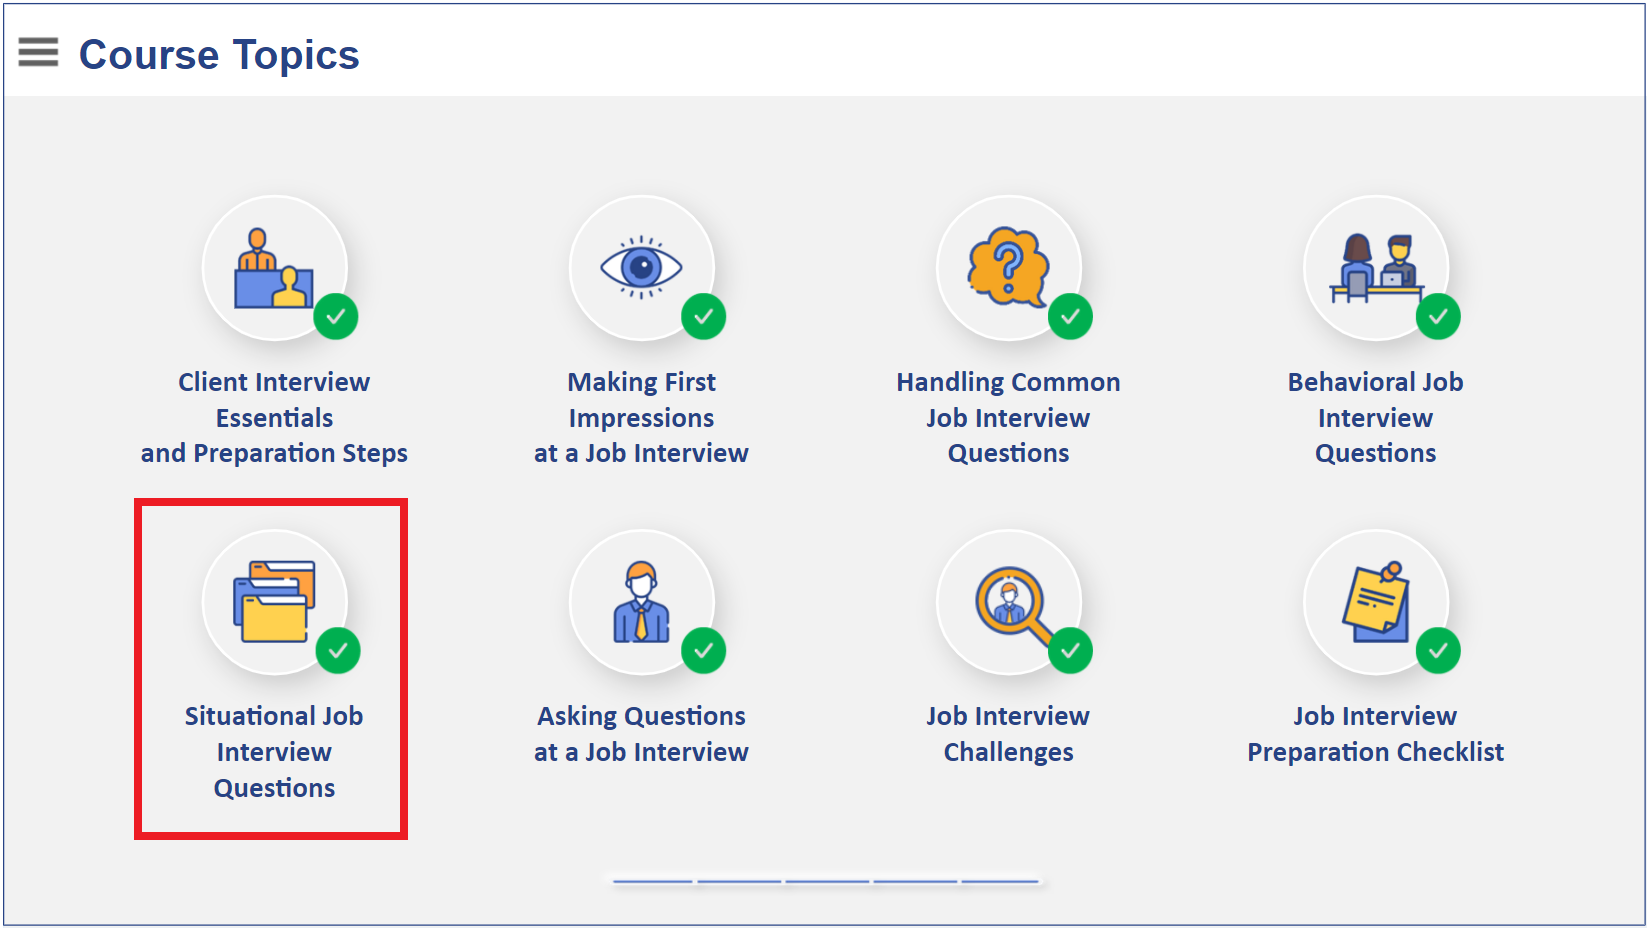 Course Topics
Client Interview
Essentials
and Preparation Steps
Making First
Impressions
at a Job Interview
Handling Common
Job Interview
Questions
Behavioral Job
Interview
Questions
Situational Job
Interview
Questions
Asking Questions
at a Job Interview
Job Interview
Challenges
Job Interview
Preparation Checklist